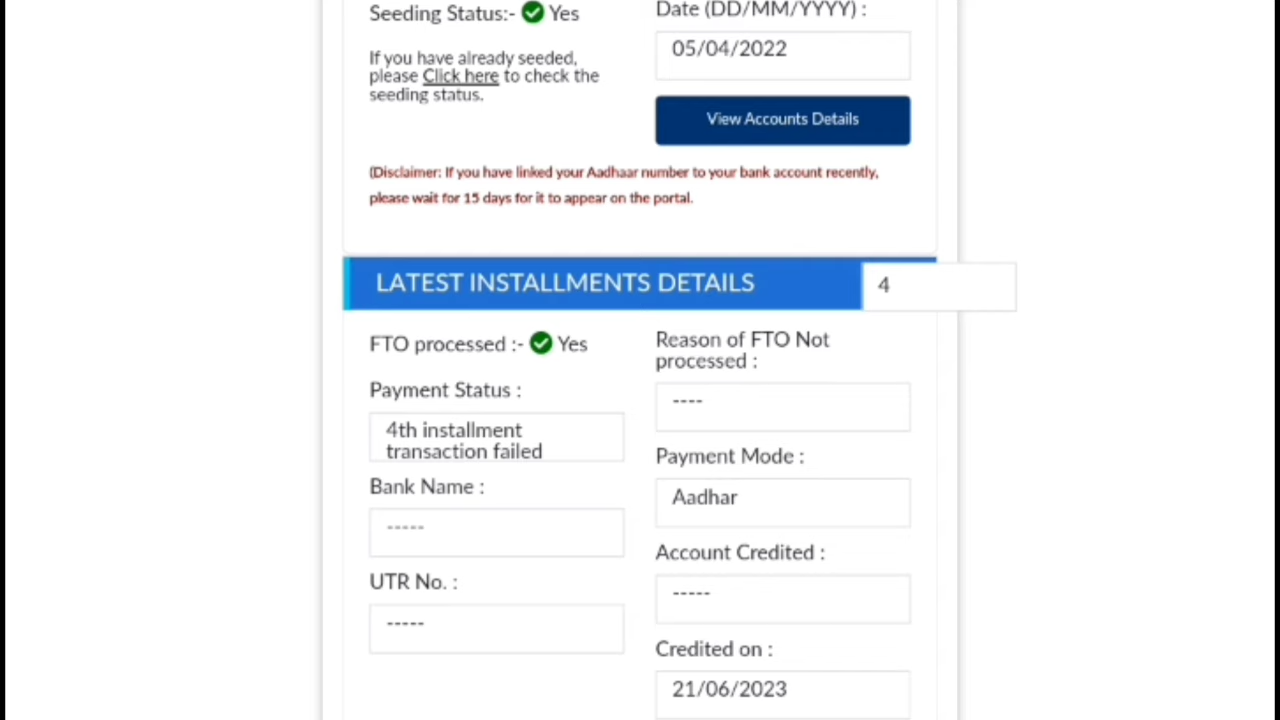 Seeding Status:- Yes
If you have already seeded,
please Click here to check the
seeding status.
Date (DD/MM/YYYY) :
05/04/2022
View Accounts Details
(Disclaimer: If you have linked your Aadhaar number to your bank account recently,
please wait for 15 days for it to appear on the portal.
LATEST INSTALLMENTS DETAILS
4
FTO processed :- Yes
Payment Status :
4th installment
transaction failed
Bank Name :
-----
UTR No. :
-----
Reason of FTO Not
processed :
----
Payment Mode :
Aadhar
Account Credited :
-----
Credited on :
21/06/2023